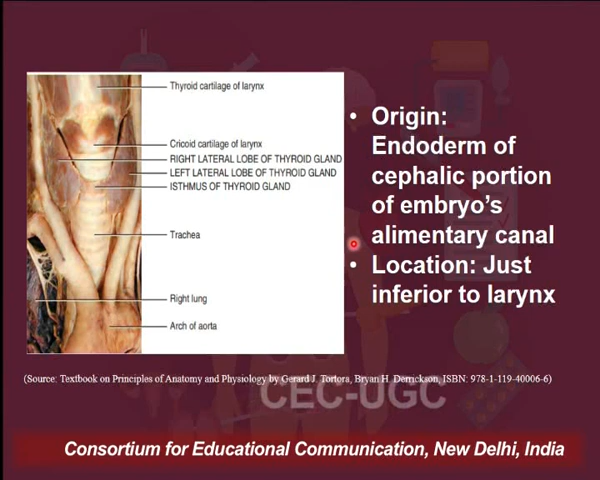 Thyroid cartilage of larynx
Cricoid cartilage of larynx
RIGHT LATERAL LOBE OF THYROID GLAND
LEFT LATERAL LOBE OF THYROID GLAND
ISTHMUS OF THYROID GLAND
Trachea
Right lung
Arch of aorta
• Origin:
Endoderm of
cephalic portion
of embryo’s
alimentary canal
• Location: Just
inferior to larynx
(Source: Textbook on Principles of Anatomy and Physiology by Gerard J. Tortora, Bryan H. Derrickson, ISBN: 978-1-119-40006-6)
CEC-UGC
Consortium for Educational Communication, New Delhi, India